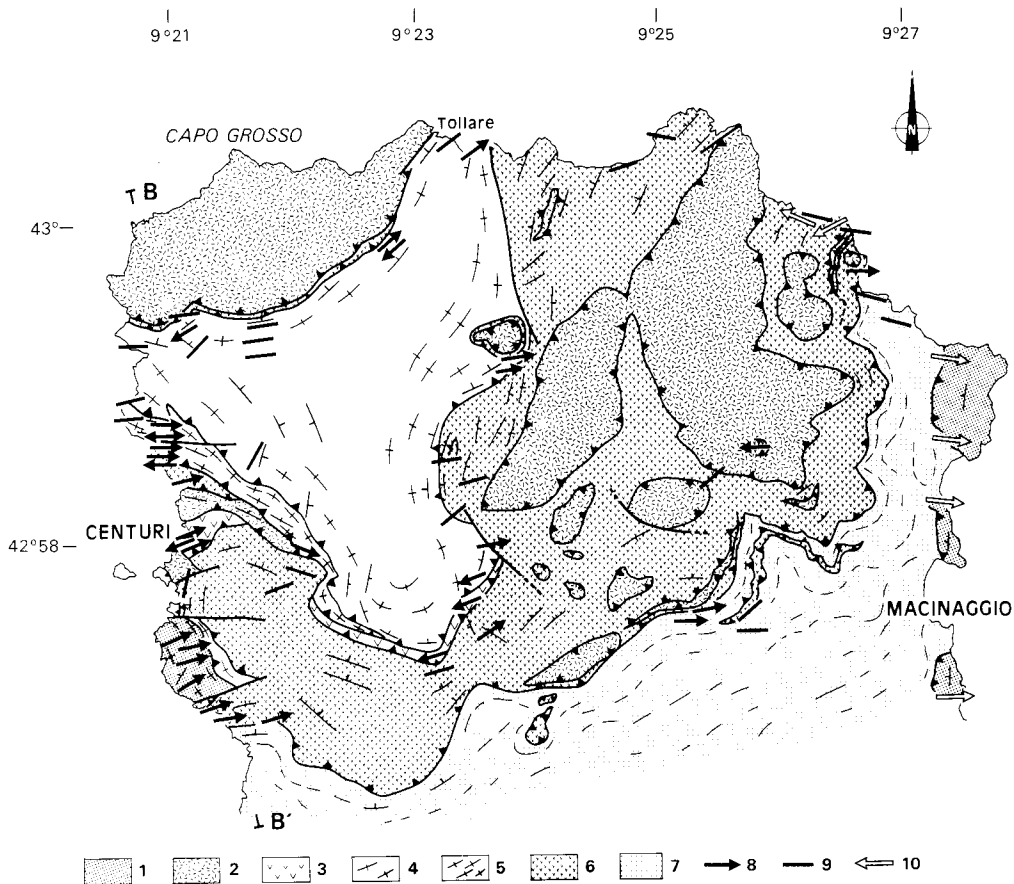 9°21 9°23 9°25 9°27
N
Tollare
CAPO GROSSO
B
43°
CENTURI
42°58
MACINAGGIO
B'
1 2 3 4 5 6 7 8 9 10